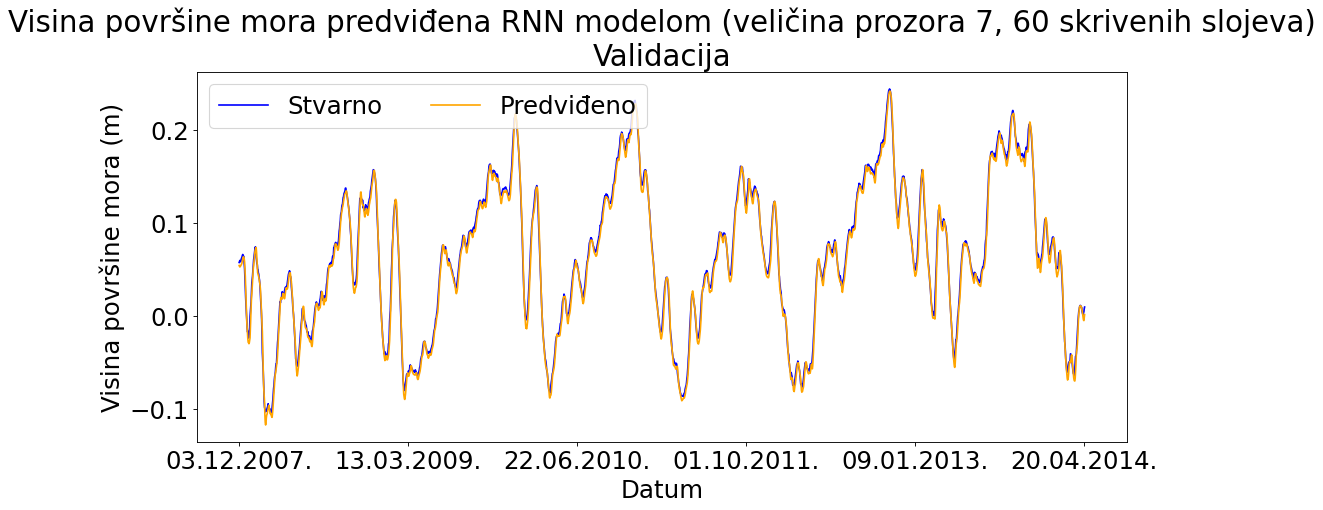 Visina površine mora predviđena RNN modelom (veličina prozora 7, 60 skrivenih slojeva)
Validacija
Stvarno Predviđeno
Visina površine mora (m)
0.2
0.1
0.0
−0.1
03.12.2007. 13.03.2009. 22.06.2010. 01.10.2011. 09.01.2013. 20.04.2014.
Datum